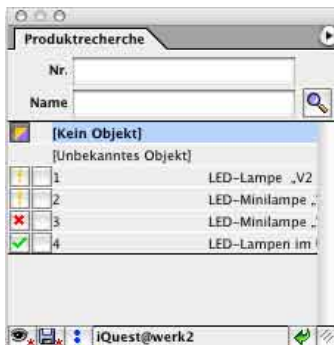 Produktrecherche
Nr.
Name
[Kein Objekt]
[Unbekanntes Objekt]
1 LED-Lampe „V2
2 LED-Minilampe „
3 LED-Minilampe „
4 LED-Lampen im
iQuest@werk2